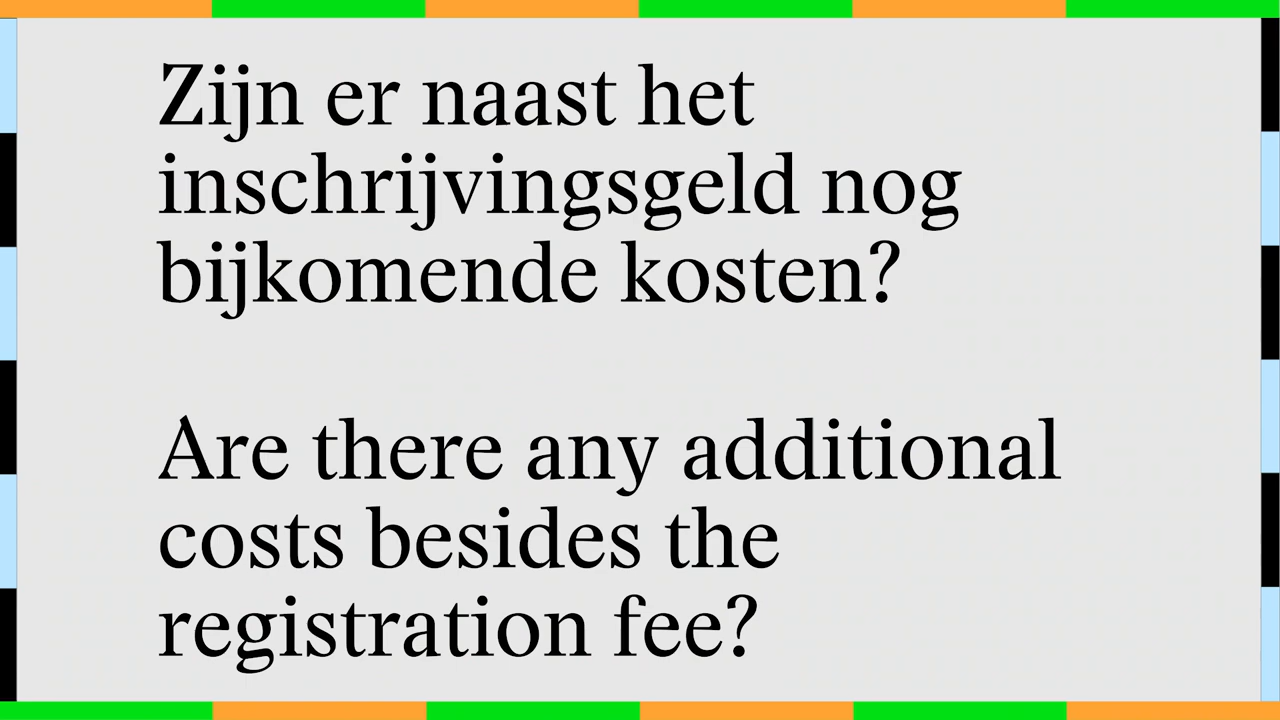 Zijn er naast het
inschrijvingsgeld nog
bijkomende kosten?
Are there any additional
costs besides the
registration fee?